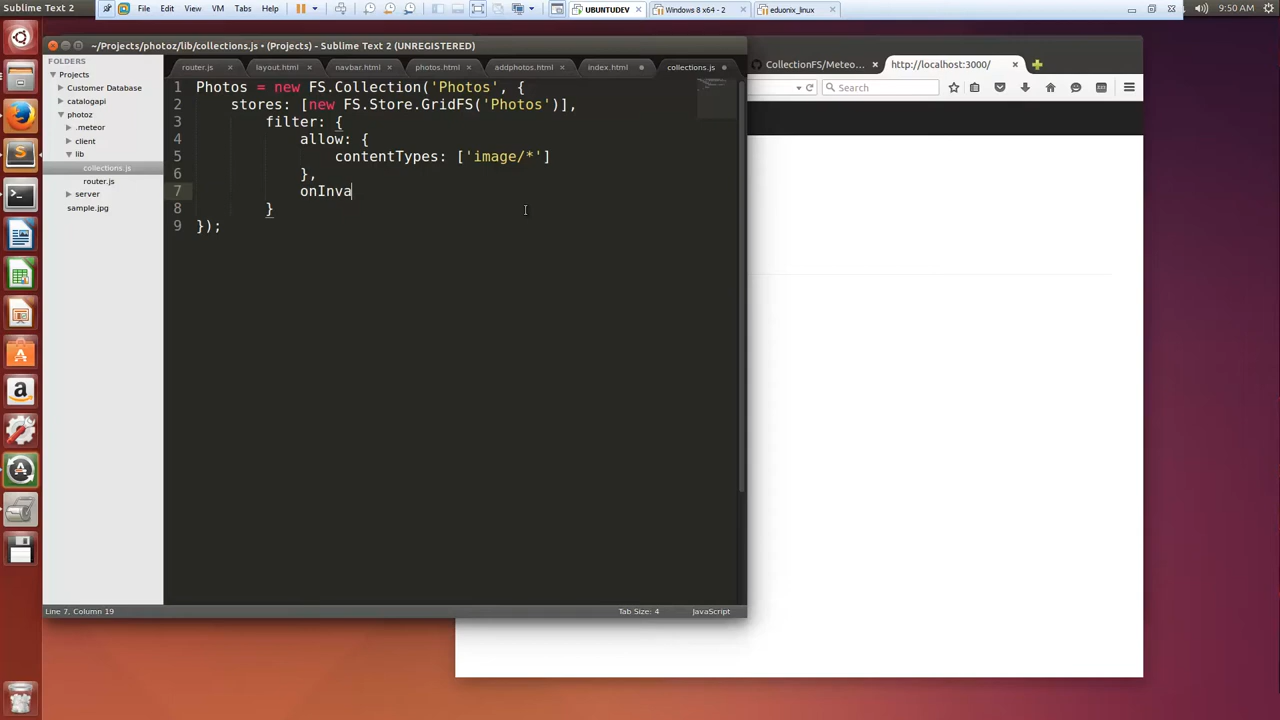 Sublime Text 2
File Edit View VM Tabs Help
UBUNTUDEV
Windows 8 x64 - 2
eduonix_linux
9:50 AM
~/Projects/photoz/lib/collections.js • (Projects) - Sublime Text 2 (UNREGISTERED)
FOLDERS
Projects
Customer Database
catalogapi
photoz
.meteor
client
lib
collections.js
router.js
server
sample.jpg
router.js
layout.html
navbar.html
photos.html
addphotos.html
index.html
collections.js
1 Photos = new FS.Collection('Photos', {
2 stores: [new FS.Store.GridFS('Photos')],
3 filter: {
4 allow: {
5 contentTypes: ['image/*']
6 },
7 onInva
8 }
9 });
Line 7, Column 19
Tab Size: 4
JavaScript
CollectionFS/Meteo...
http://localhost:3000/
Search